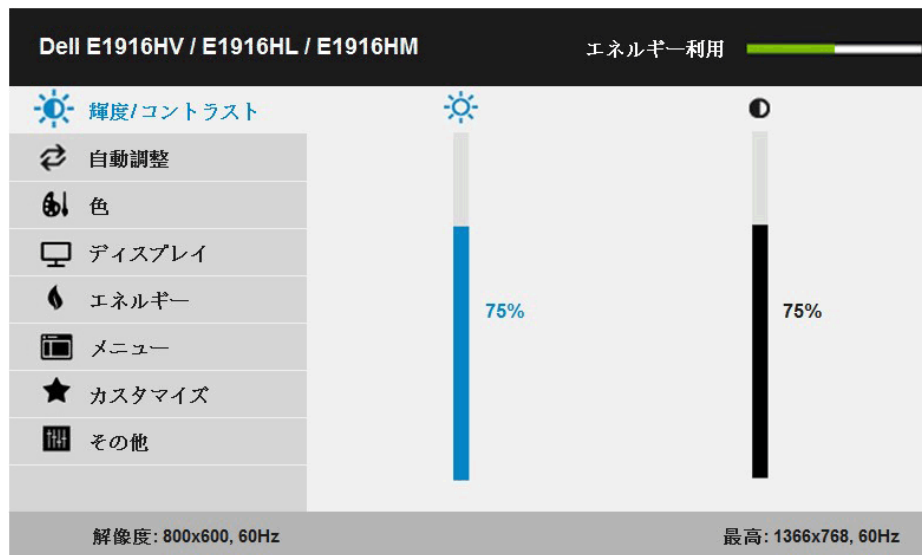 Dell E1916HV / E1916HL / E1916HM
エネルギー利用
輝度/コントラスト
自動調整
色
ディスプレイ
エネルギー
メニュー
カスタマイズ
その他
75%
75%
解像度: 800x600, 60Hz
最高: 1366x768, 60Hz